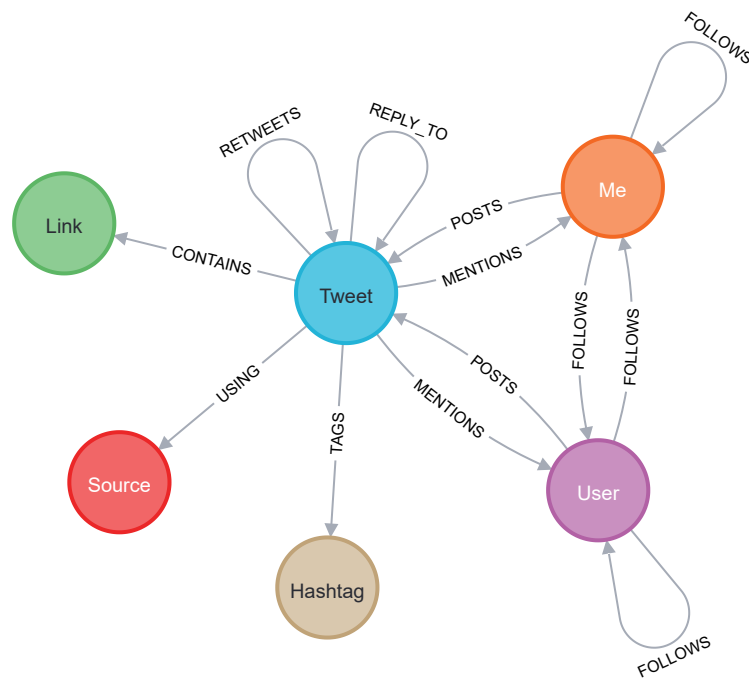 FOLLOWS
RETWEETS
REPLY_TO
Me
POSTS
Link
CONTAINS
MENTIONS
Tweet
FOLLOWS
FOLLOWS
POSTS
USING
MENTIONS
TAGS
Source
User
Hashtag
FOLLOWS